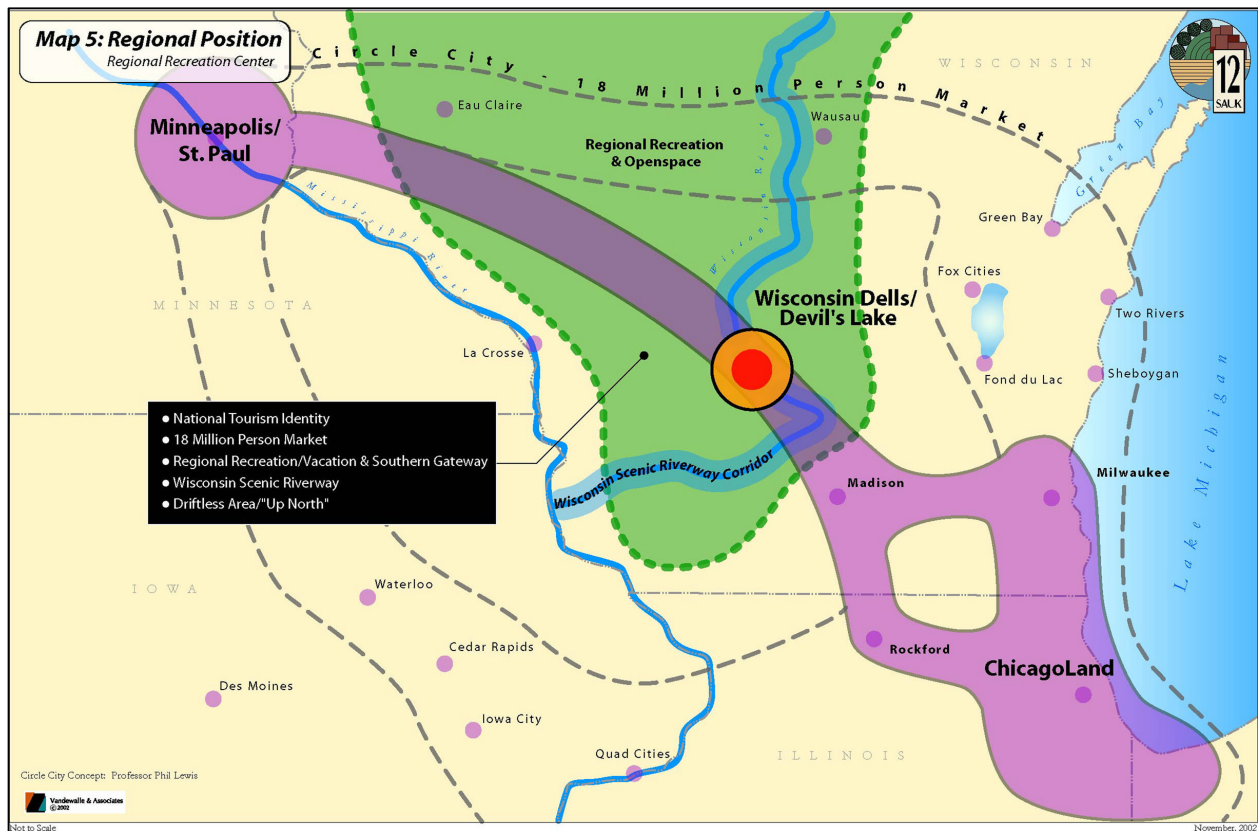 Map 5: Regional Position
Regional Recreation Center
Circle City - 18 Million Person Market
WISCONSIN
12
SAUK
Eau Claire
Wausau
Minneapolis/
St. Paul
Regional Recreation
& Openspace
Green Bay
Wisconsin River
Mississippi River
Green Bay
Fox Cities
MINNESOTA
Wisconsin Dells/
Devil's Lake
Two Rivers
La Crosse
Fond du Lac
Sheboygan
Lake Michigan
● National Tourism Identity
● 18 Million Person Market
● Regional Recreation/Vacation & Southern Gateway
● Wisconsin Scenic Riverway
● Driftless Area/"Up North"
Wisconsin Scenic Riverway Corridor
Madison
Milwaukee
IOWA
Waterloo
Cedar Rapids
Rockford
ChicagoLand
Des Moines
Iowa City
Quad Cities
ILLINOIS
Circle City Concept: Professor Phil Lewis
Vandewalle & Associates
© 2002
Not to Scale
November, 2002